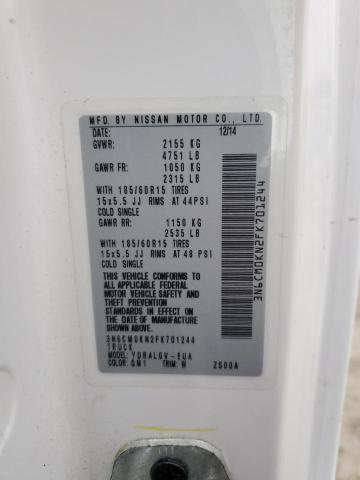 MFD. BY NISSAN MOTOR CO., LTD.
DATE: 12/14
GVWR: 2155 KG
4751 LB
GAWR FR: 1050 KG
2315 LB
WITH 185/60R15 TIRES
15x5.5 JJ RIMS AT 44PSI
COLD SINGLE
GAWR RR: 1150 KG
2535 LB
WITH 185/60R15 TIRES
15x5.5 JJ RIMS AT 48 PSI
COLD SINGLE
THIS VEHICLE CONFORMS TO
ALL APPLICABLE FEDERAL
MOTOR VEHICLE SAFETY
AND THEFT PREVENTION
STANDARDS IN EFFECT ON
THE DATE OF MANUFACTURE
SHOWN ABOVE.
3N6CM0KN2FK701244
TRUCK
MODEL: YDRALGV-EUA
COLOR: QM1 TRIM: W ZS00A
3N6CM0KN2FK701244